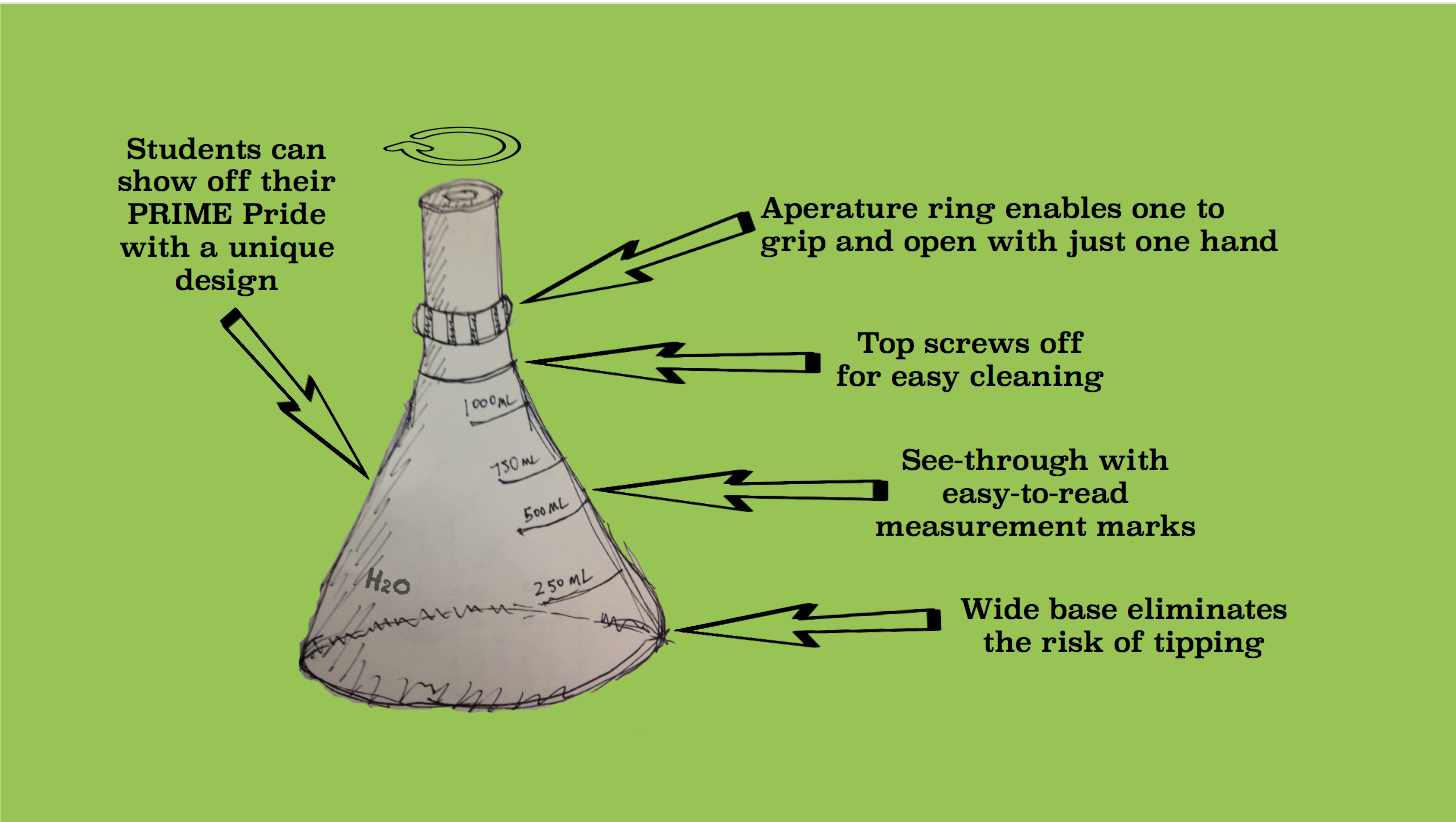 Students can
show off their
PRIME Pride
with a unique
design
Aperature ring enables one to
grip and open with just one hand
Top screws off
for easy cleaning
See-through with
easy-to-read
measurement marks
Wide base eliminates
the risk of tipping
1000mL
750mL
500mL
250mL
H2O